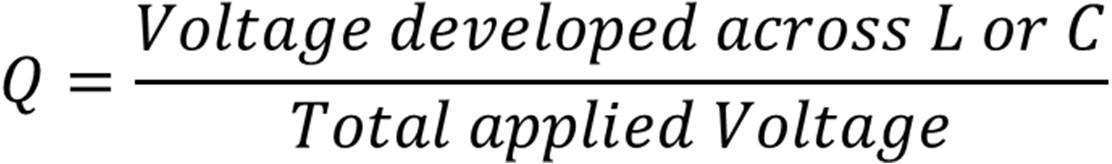 Q = Voltage developed across L or C
Total applied Voltage